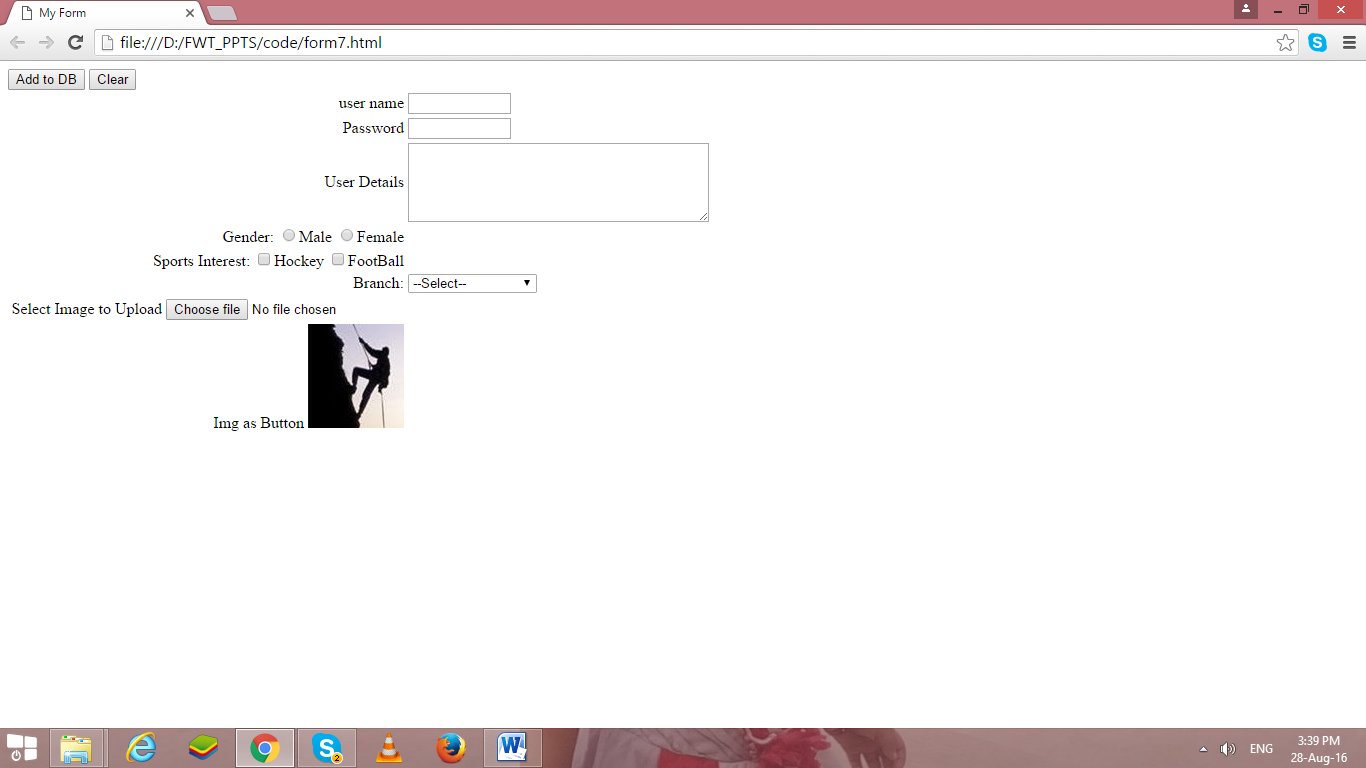 My Form
file:///D:/FWT_PPTS/code/form7.html
Add to DB Clear
user name
Password
User Details
Gender: Male Female
Sports Interest: Hockey FootBall
Branch: --Select--
Select Image to Upload Choose file No file chosen
Img as Button
2
ENG
3:39 PM
28-Aug-16